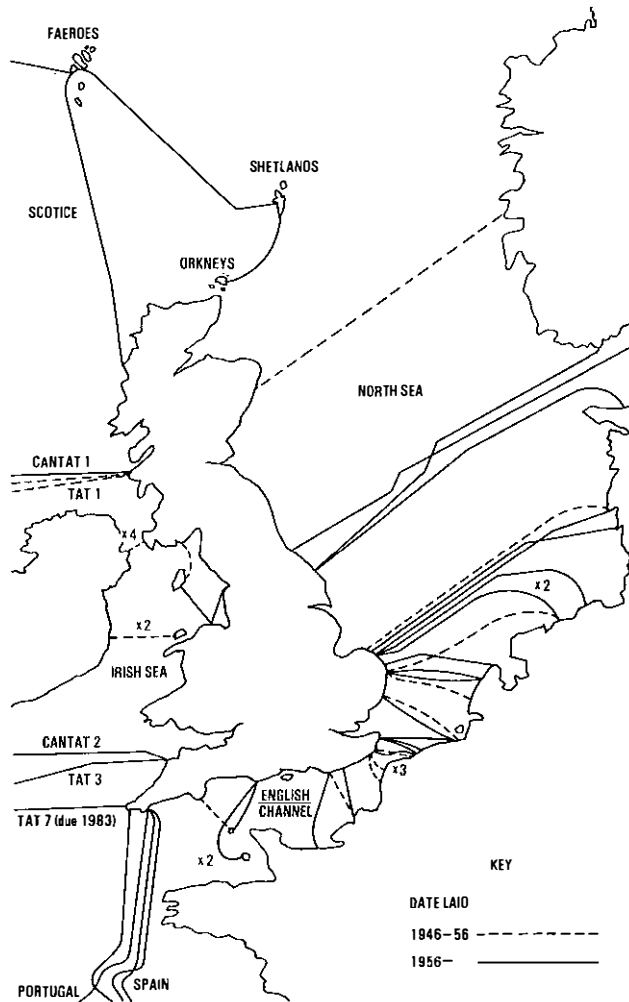 FAEROES
SHETLANDS
SCOTICE
ORKNEYS
NORTH SEA
CANTAT 1
TAT 1
x4
x2
x2
IRISH SEA
CANTAT 2
TAT 3
x3
ENGLISH
CHANNEL
TAT 7 (due 1983)
x2
KEY
DATE LAID
1946–56
1956–
PORTUGAL
SPAIN